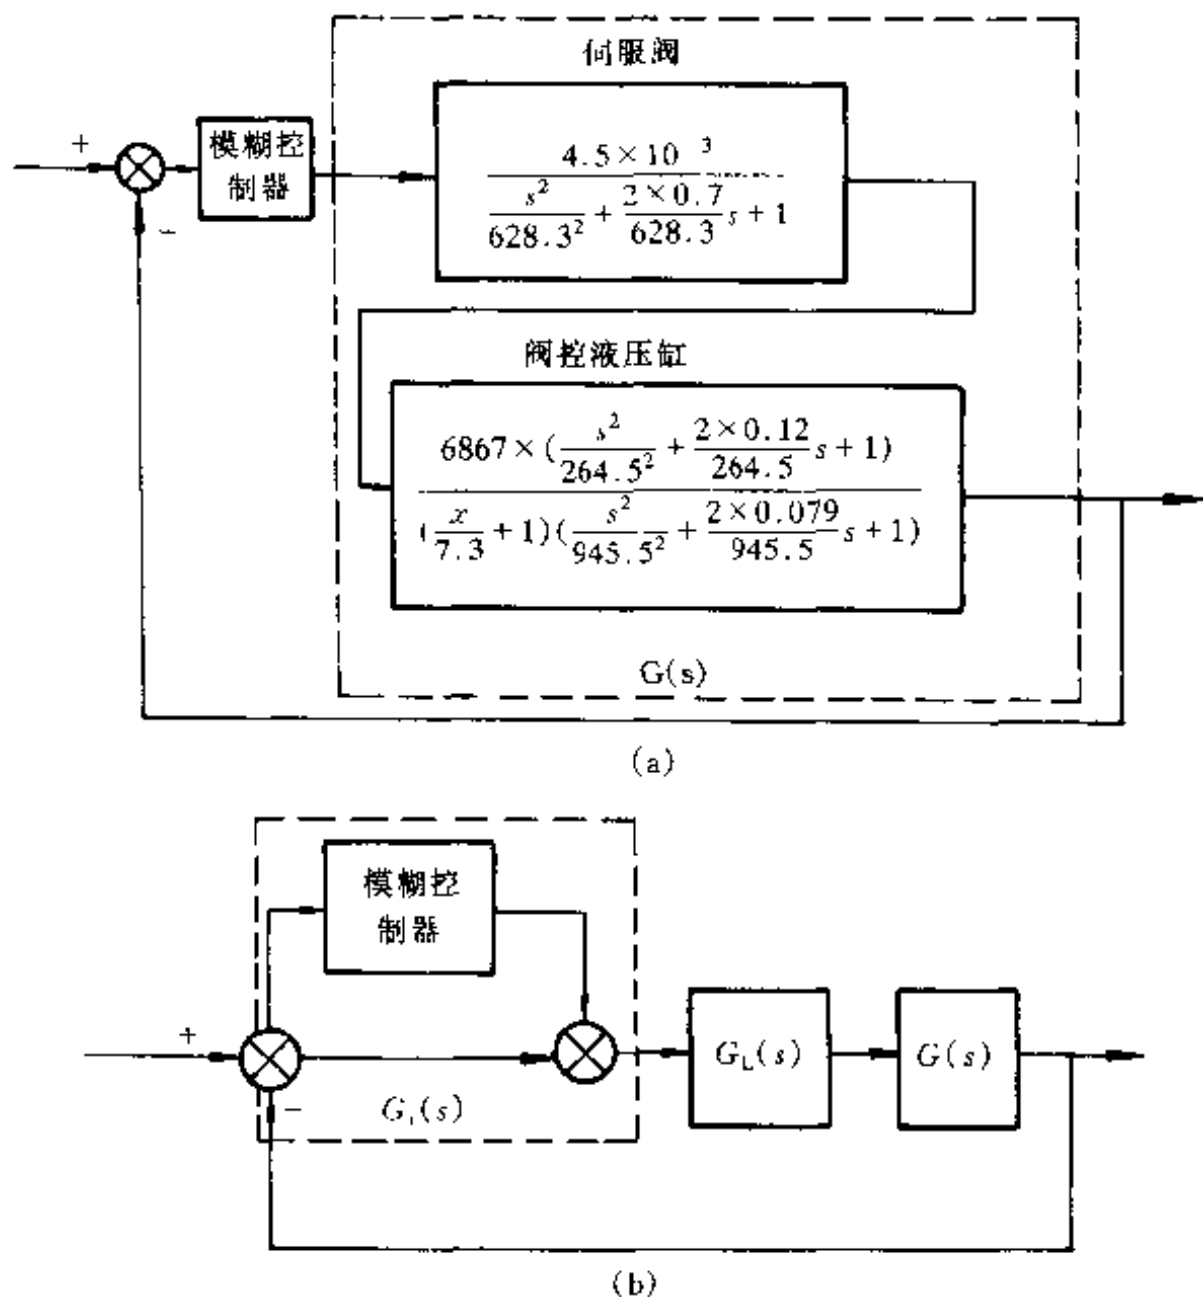 伺服阀
+
模糊控
制器
-
4.5×10 3
s²/628.3² + 2×0.7/628.3 s+1
阀控液压缸
6867×(s²/264.5² + 2×0.12/264.5 s+1)
(x/7.3+1)(s²/945.5² + 2×0.079/945.5 s+1)
G(s)
(a)
模糊控
制器
+
-
G(s)
G_L(s)
G(s)
(b)